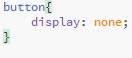 button{
    display: none;
}